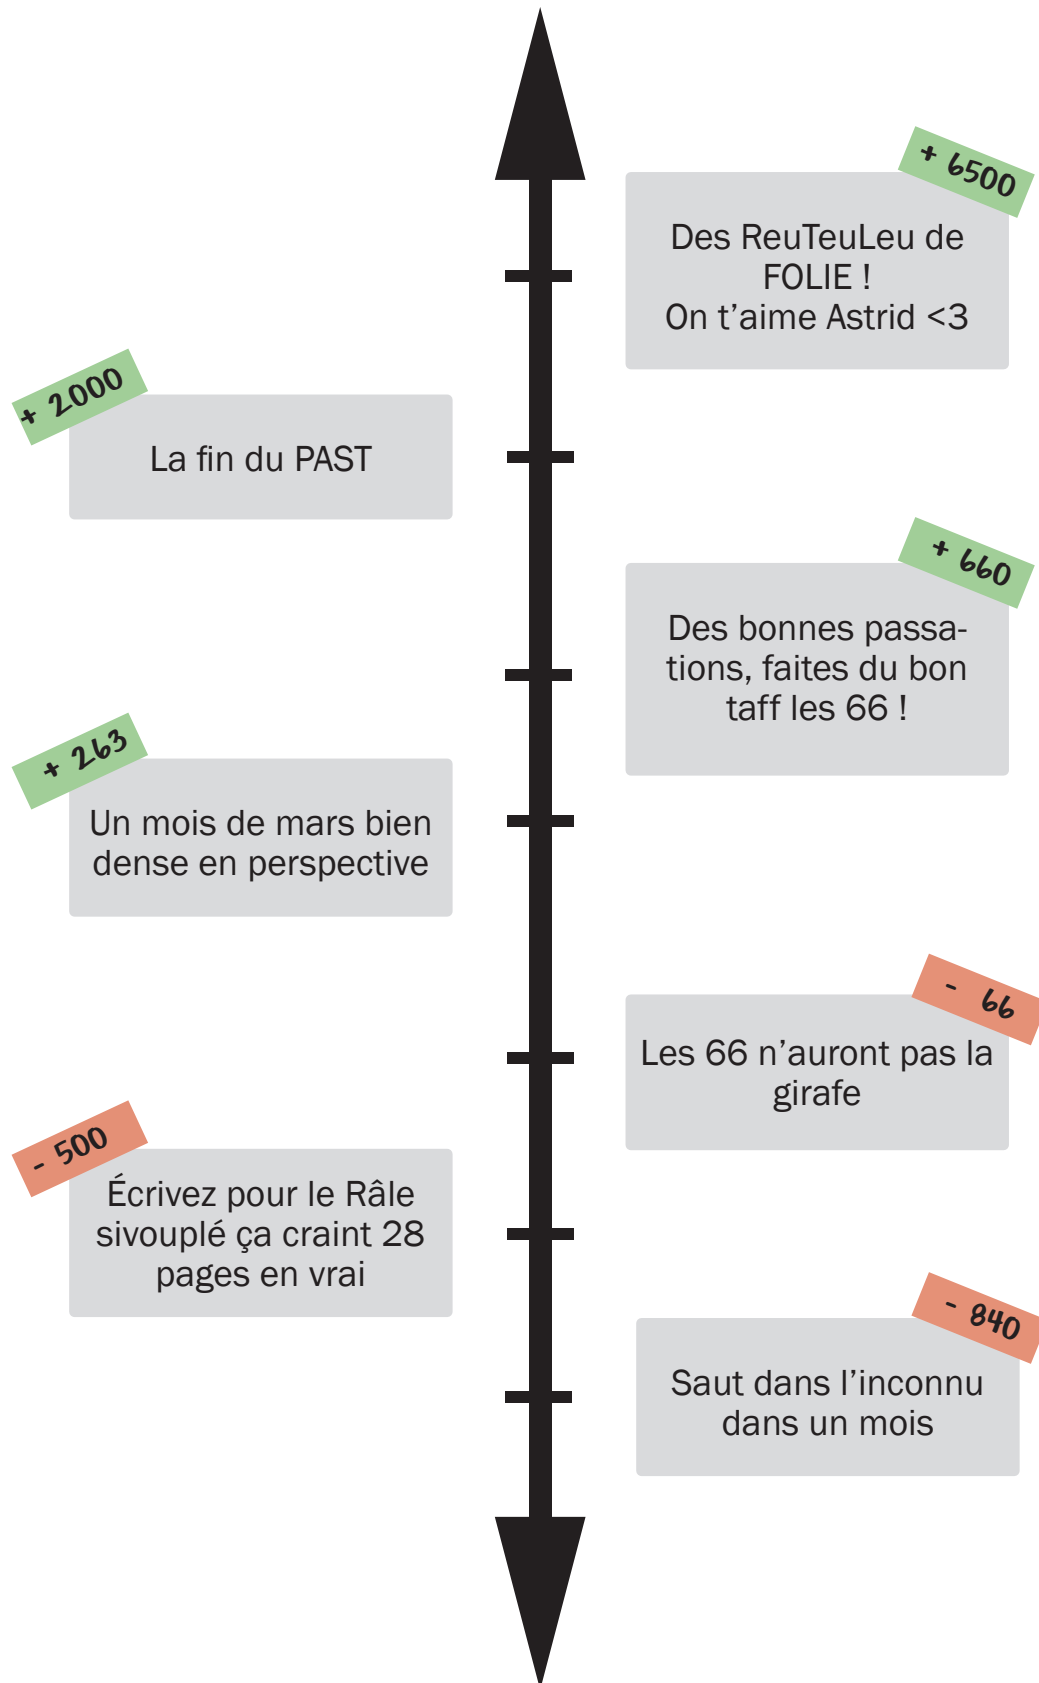 + 6500
Des ReuTeuLeu de
FOLIE !
On t'aime Astrid <3
+ 2000
La fin du PAST
+ 660
Des bonnes passa-
tions, faites du bon
taff les 66 !
+ 263
Un mois de mars bien
dense en perspective
- 66
Les 66 n'auront pas la
girafe
- 500
Écrivez pour le Râle
sivouplé ça craint 28
pages en vrai
- 840
Saut dans l'inconnu
dans un mois